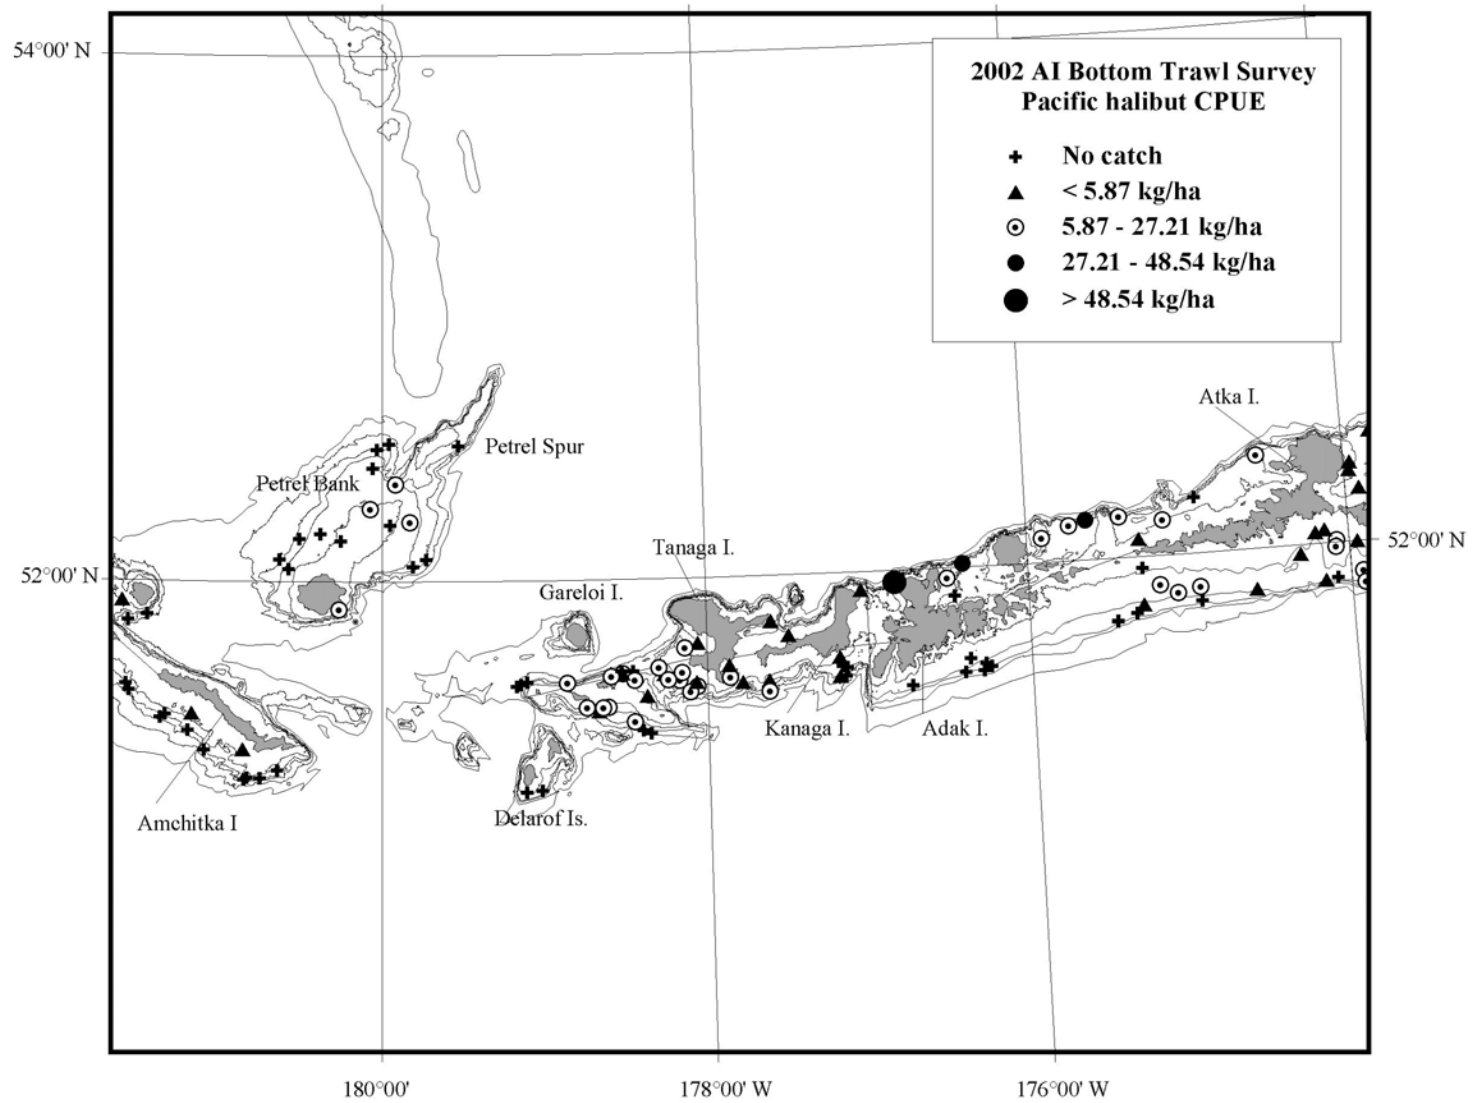 54°00' N
2002 AI Bottom Trawl Survey
Pacific halibut CPUE
No catch
< 5.87 kg/ha
5.87 - 27.21 kg/ha
27.21 - 48.54 kg/ha
> 48.54 kg/ha
Atka I.
Petrel Spur
Petrel Bank
52°00' N
Tanaga I.
52°00' N
Gareloi I.
Kanaga I.
Adak I.
Delarof Is.
Amchitka I
180°00'
178°00' W
176°00' W